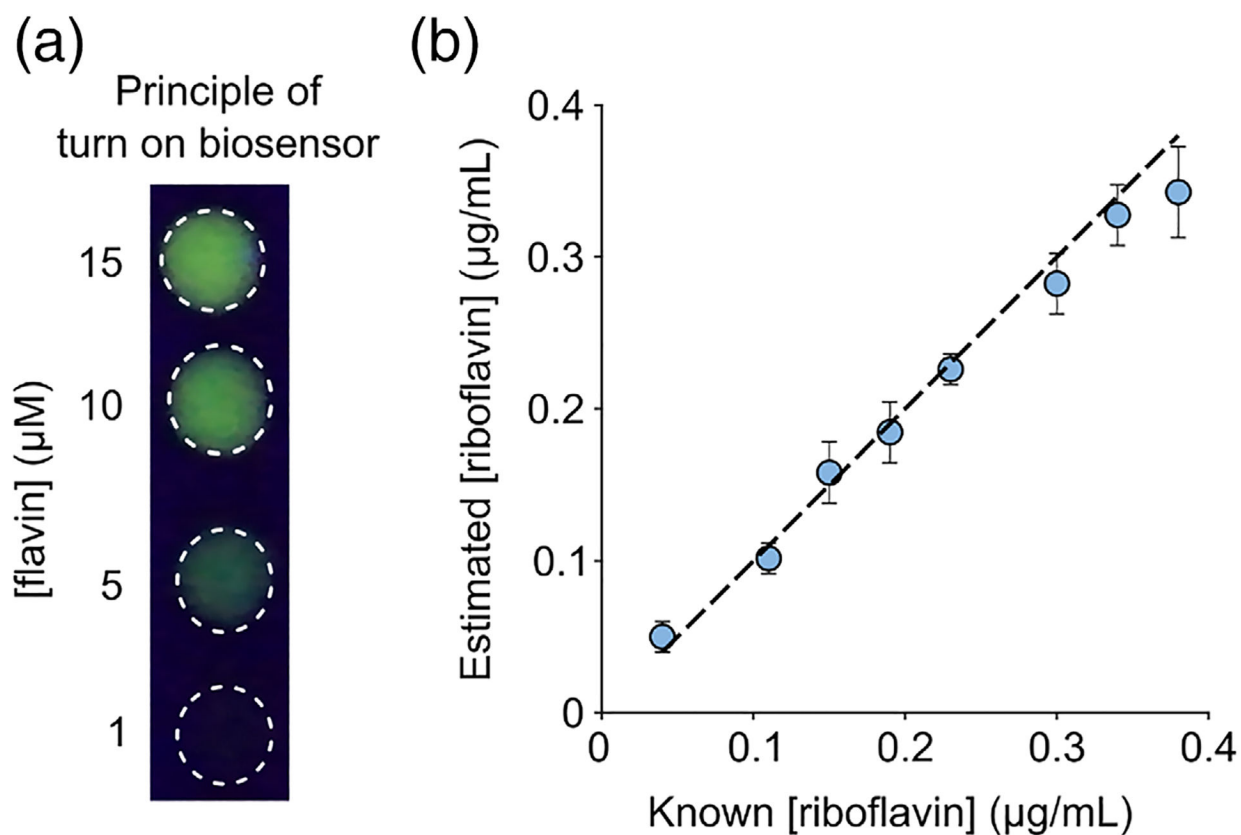 (a)
Principle of
turn on biosensor
[flavin] (µM)
15
10
5
1
(b)
Estimated [riboflavin] (µg/mL)
0.4
0.3
0.2
0.1
0
0
0.1
0.2
0.3
0.4
Known [riboflavin] (µg/mL)